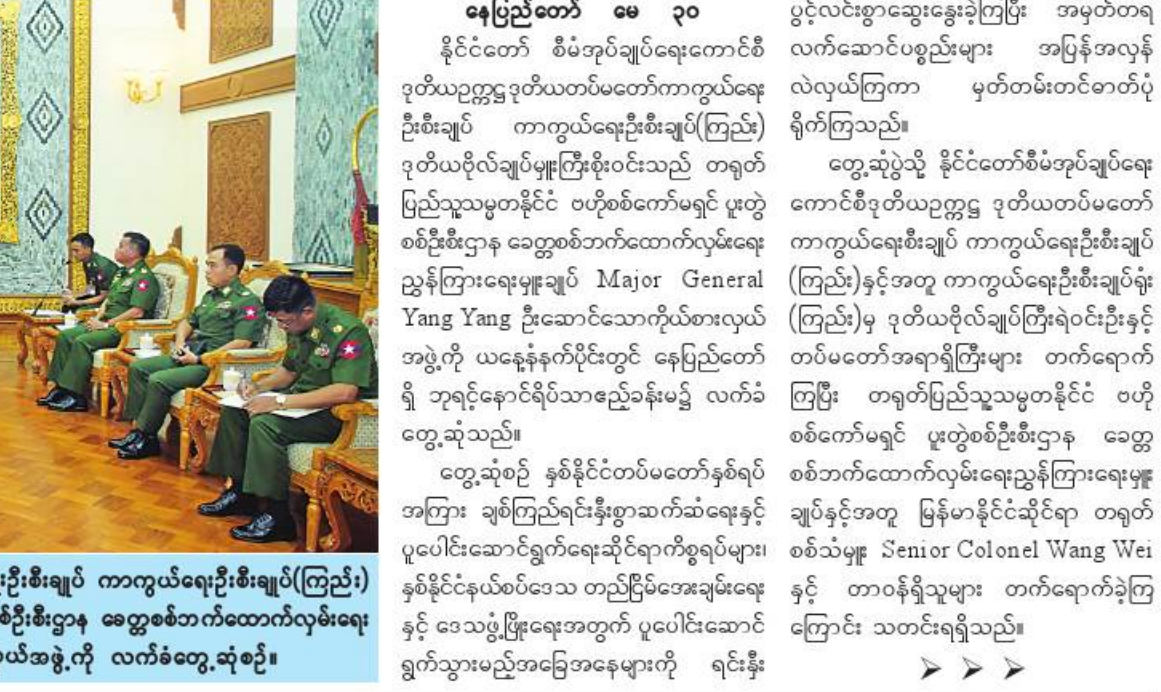 နေပြည်တော် မေ ၃၀
နိုင်ငံတော် စီမံအုပ်ချုပ်ရေးကောင်စီ
ဒုတိယဥက္ကဋ္ဌဒုတိယတပ်မတော်ကာကွယ်ရေး
ဦးစီးချုပ် ကာကွယ်ရေးဦးစီးချုပ်(ကြည်း)
ဒုတိယဗိုလ်ချုပ်မှူးကြီးစိုးဝင်းသည် တရုတ်
ပြည်သူ့သမ္မတနိုင်ငံ ဗဟိုစစ်ကော်မရှင် ပူးတွဲ
စစ်ဦးစီးဌာန ခေတ္တစစ်ဘက်ထောက်လှမ်းရေး
ညွှန်ကြားရေးမှူးချုပ် Major General
Yang Yang ဦးဆောင်သောကိုယ်စားလှယ်
အဖွဲ့ကို ယနေ့နံနက်ပိုင်းတွင် နေပြည်တော်
ရှိ ဘုရင့်နောင်ရိပ်သာဧည့်ခန်းမ၌ လက်ခံ
တွေ့ဆုံသည်။
တွေ့ဆုံစဉ် နှစ်နိုင်ငံတပ်မတော်နှစ်ရပ်
အကြား ချစ်ကြည်ရင်းနှီးစွာဆက်ဆံရေးနှင့်
ပူပေါင်းဆောင်ရွက်ရေးဆိုင်ရာကိစ္စရပ်များ၊
နှစ်နိုင်ငံနယ်စပ်ဒေသ တည်ငြိမ်အေးချမ်းရေး
နှင့် ဒေသဖွံ့ဖြိုးရေးအတွက် ပူပေါင်းဆောင်
ရွက်သွားမည့်အခြေအနေများကို ရင်းနှီး
ပွင့်လင်းစွာဆွေးနွေးခဲ့ကြပြီး အမှတ်တရ
လက်ဆောင်ပစ္စည်းများ အပြန်အလှန်
လဲလှယ်ကြကာ မှတ်တမ်းတင်ဓာတ်ပုံ
ရိုက်ကြသည်။
တွေ့ဆုံပွဲသို့ နိုင်ငံတော်စီမံအုပ်ချုပ်ရေး
ကောင်စီဒုတိယဥက္ကဋ္ဌ ဒုတိယတပ်မတော်
ကာကွယ်ရေးစီးချုပ် ကာကွယ်ရေးဦးစီးချုပ်
(ကြည်း)နှင့်အတူ ကာကွယ်ရေးဦးစီးချုပ်ရုံး
(ကြည်း)မှ ဒုတိယဗိုလ်ချုပ်ကြီးရဲဝင်းဦးနှင့်
တပ်မတော်အရာရှိကြီးများ တက်ရောက်
ကြပြီး တရုတ်ပြည်သူ့သမ္မတနိုင်ငံ ဗဟို
စစ်ကော်မရှင် ပူးတွဲစစ်ဦးစီးဌာန ခေတ္တ
စစ်ဘက်ထောက်လှမ်းရေးညွှန်ကြားရေးမှူး
ချုပ်နှင့်အတူ မြန်မာနိုင်ငံဆိုင်ရာ တရုတ်
စစ်သံမှူး Senior Colonel Wang Wei
နှင့် တာဝန်ရှိသူများ တက်ရောက်ခဲ့ကြ
ကြောင်း သတင်းရရှိသည်။
➢ ➢ ➢
ဦးစီးချုပ် ကာကွယ်ရေးဦးစီးချုပ်(ကြည်း)
စ်ဦးစီးဌာန ခေတ္တစစ်ဘက်ထောက်လှမ်းရေး
ယ်အဖွဲ့ကို လက်ခံတွေ့ဆုံစဉ်။